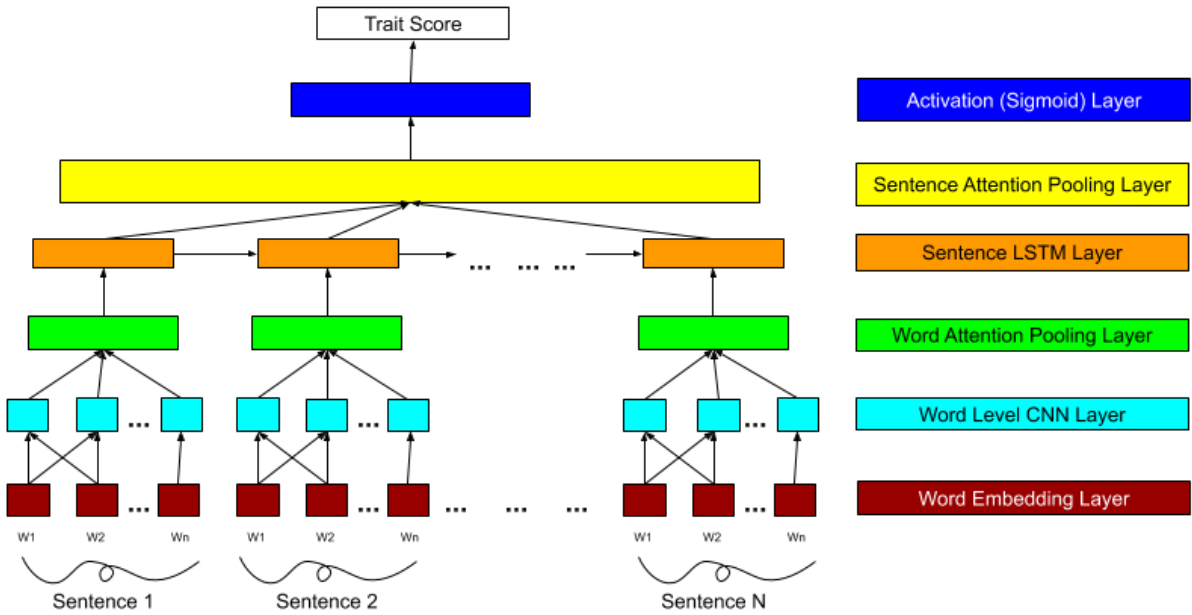 Trait Score
Activation (Sigmoid) Layer
Sentence Attention Pooling Layer
Sentence LSTM Layer
... ... ...
Word Attention Pooling Layer
Word Level CNN Layer
... ... ...
Word Embedding Layer
... ... ... ... ... ...
W1 W2 Wn W1 W2 Wn W1 W2 Wn
Sentence 1 Sentence 2 Sentence N